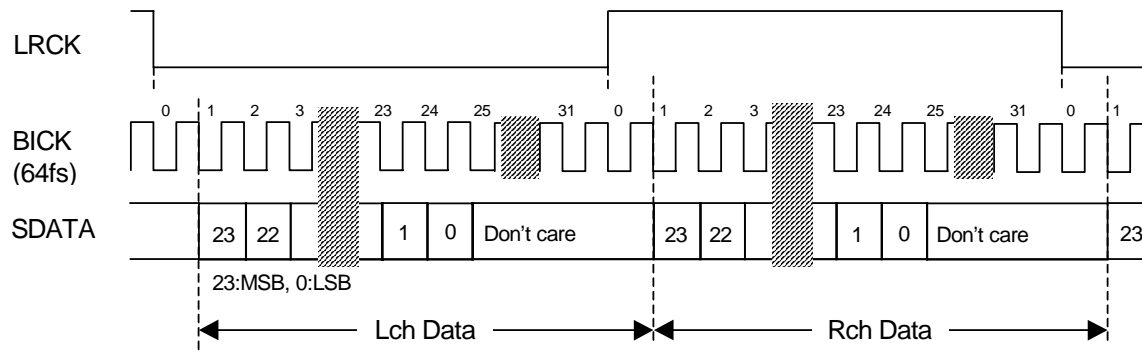 LRCK
0 1 2 3 23 24 25 31 0 1 2 3 23 24 25 31 0 1
BICK
(64fs)
SDATA 23 22 1 0 Don't care 23 22 1 0 Don't care 23
23:MSB, 0:LSB
Lch Data Rch Data